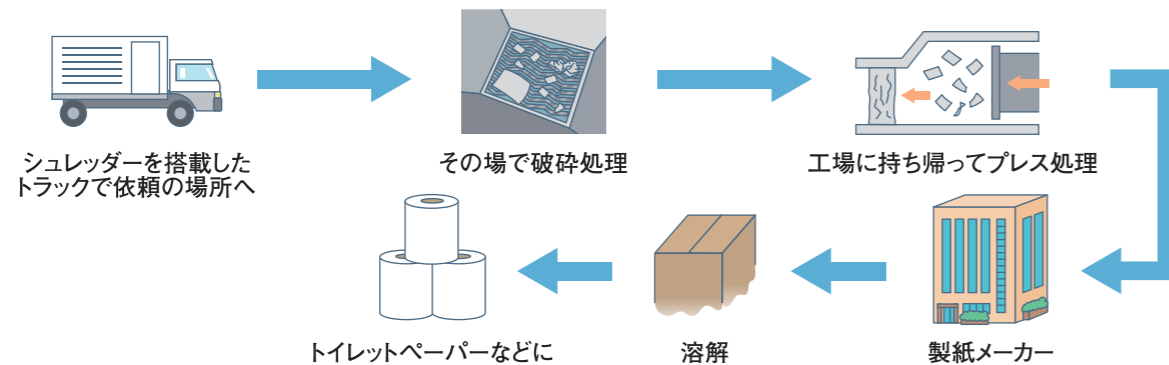 シュレッダーを搭載した
トラックで依頼の場所へ
その場で破砕処理
工場に持ち帰ってプレス処理
製紙メーカー
溶解
トイレットペーパーなどに